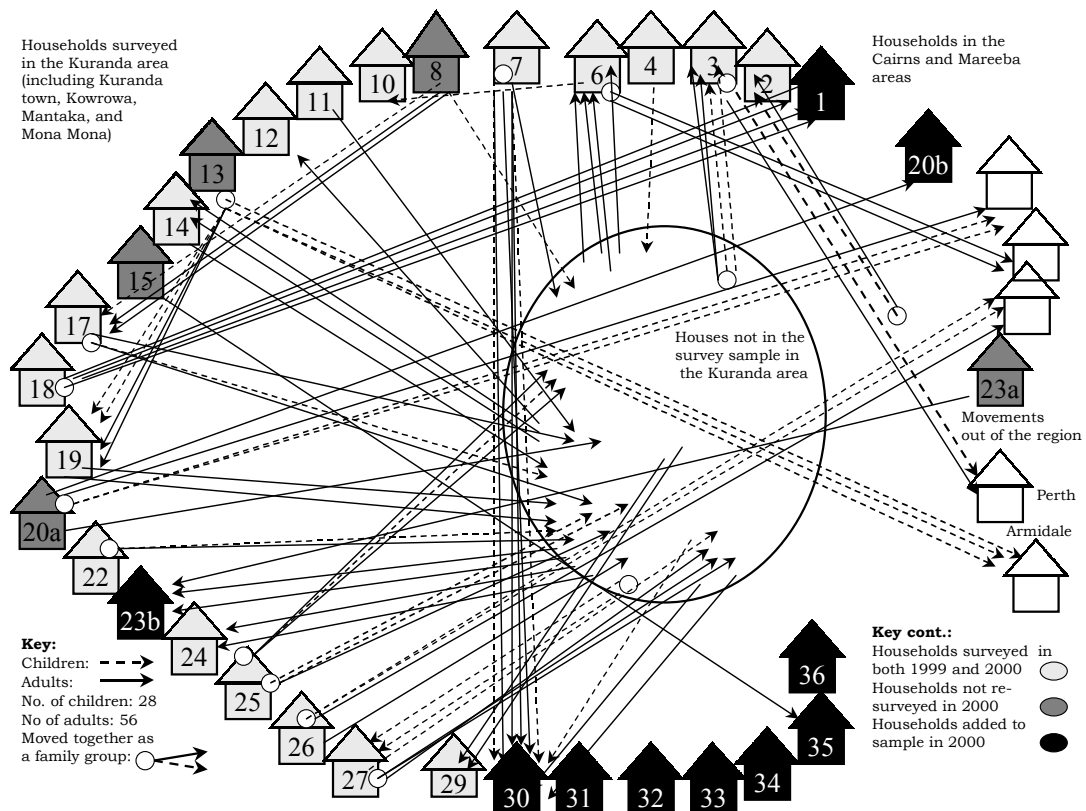 Households surveyed
in the Kuranda area
(including Kuranda
town, Kowrowa,
Mantaka, and
Mona Mona)
Households in the
Cairns and Mareeba
areas
1
2
3
4
6
7
8
10
11
12
13
14
15
17
18
19
20a
22
23b
24
25
26
27
29
30
31
32
33
34
35
36
20b
23a
Houses not in the
survey sample in
the Kuranda area
Movements
out of the region
Perth
Armidale
Key:
Children:
Adults:
No. of children: 28
No of adults: 56
Moved together as
a family group:
Key cont.:
Households surveyed in
both 1999 and 2000
Households not re-
surveyed in 2000
Households added to
sample in 2000